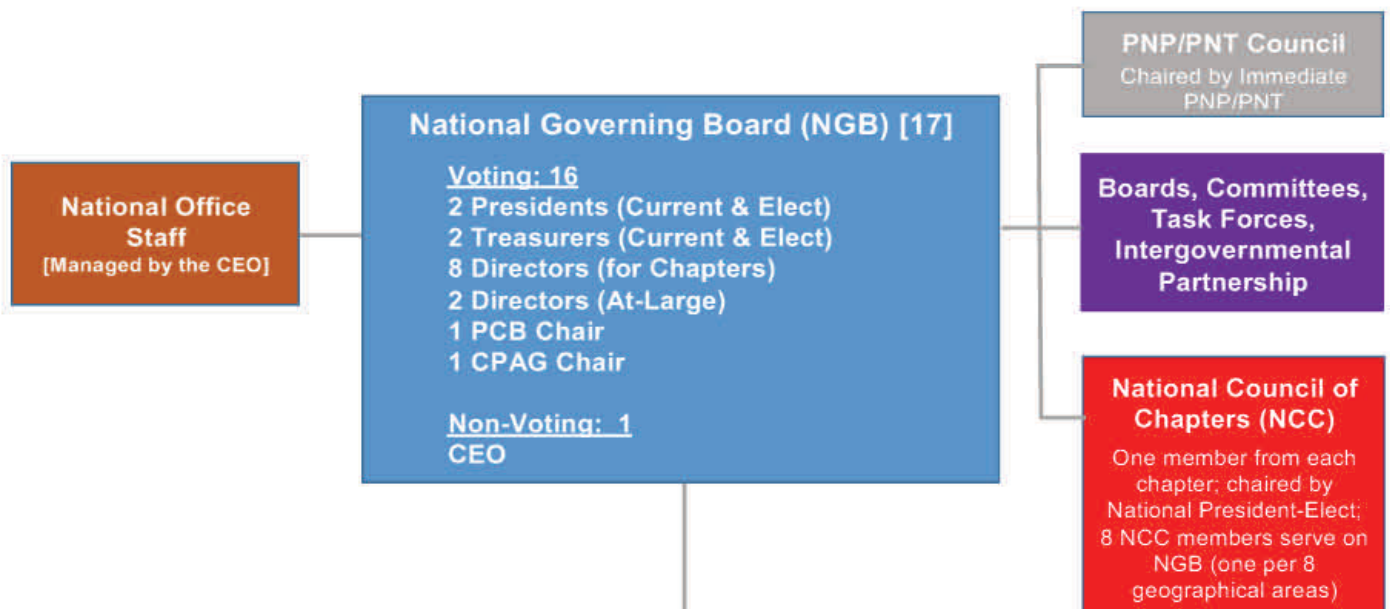 PNP/PNT Council
Chaired by Immediate
PNP/PNT
National Governing Board (NGB) [17]
Voting: 16
2 Presidents (Current & Elect)
2 Treasurers (Current & Elect)
8 Directors (for Chapters)
2 Directors (At-Large)
1 PCB Chair
1 CPAG Chair
Non-Voting: 1
CEO
National Office
Staff
[Managed by the CEO]
Boards, Committees,
Task Forces,
Intergovernmental
Partnership
National Council of
Chapters (NCC)
One member from each
chapter; chaired by
National President-Elect;
8 NCC members serve on
NGB (one per 8
geographical areas)